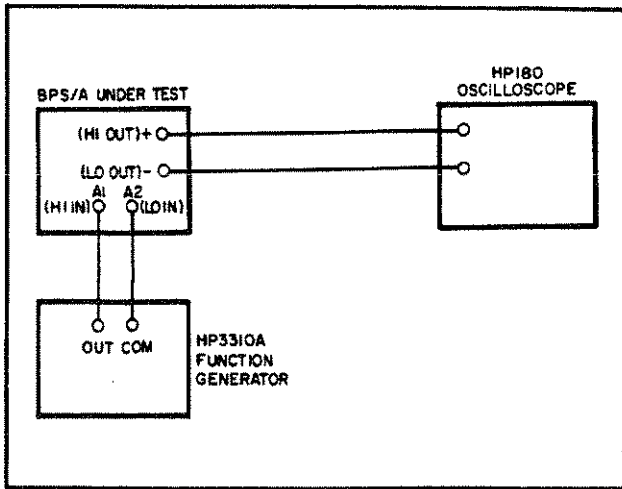 BPS/A UNDER TEST
HP180
OSCILLOSCOPE
(HI OUT)+
(LO OUT)-
A1 A2
(HI IN) (LO IN)
OUT COM
HP3310A
FUNCTION
GENERATOR